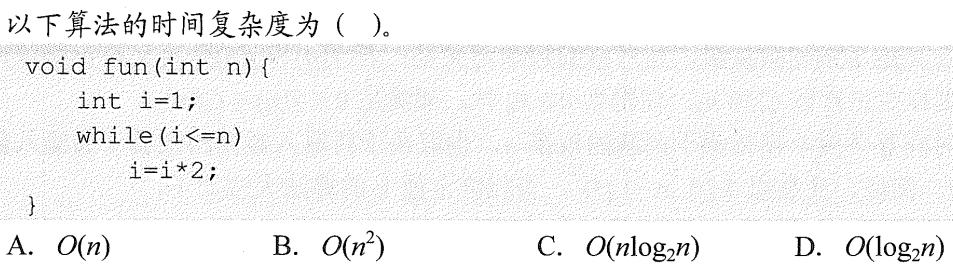 以下算法的时间复杂度为（ ）。
void fun(int n){
int i=1;
while(i<=n)
i=i*2;
}
A. O(n) B. O(n²) C. O(nlog₂n) D. O(log₂n)